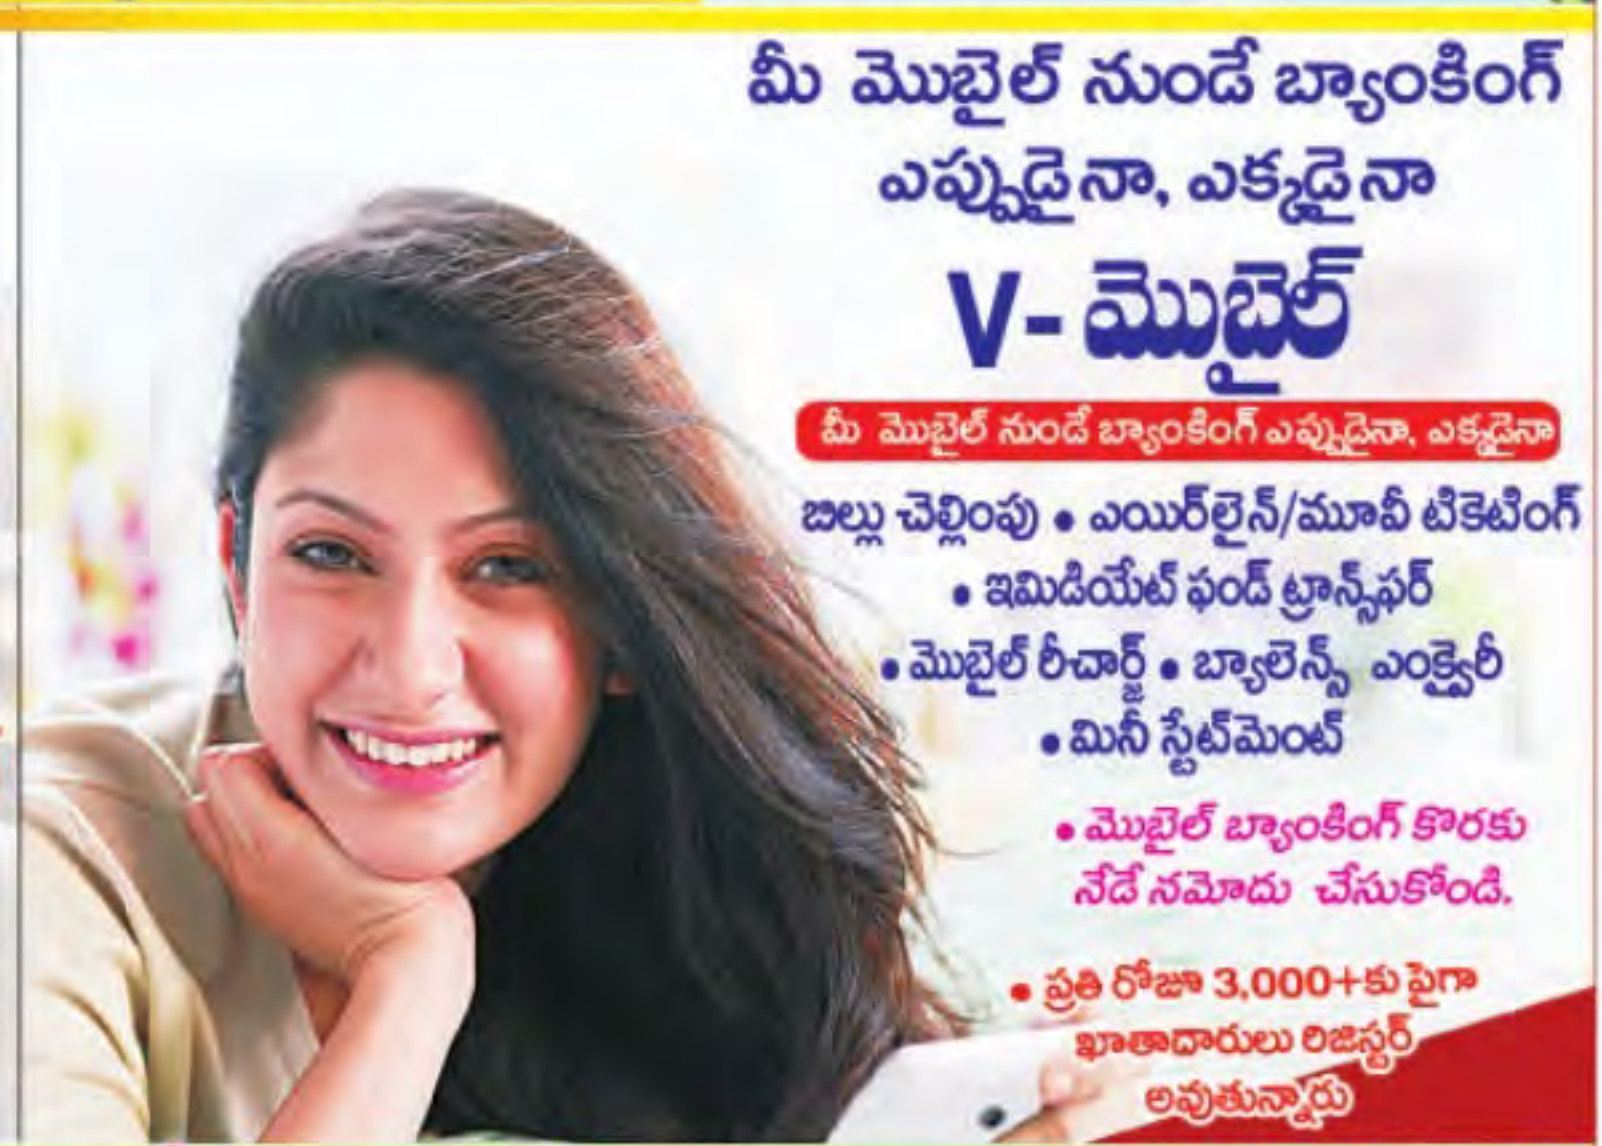 మీ మొబైల్ నుండే బ్యాంకింగ్
ఎప్పుడైనా, ఎక్కడైనా
V- మొబైల్
మీ మొబైల్ నుండే బ్యాంకింగ్ ఎప్పుడైనా, ఎక్కడైనా
బిల్లు చెల్లింపు • ఎయిర్‌లైన్/మూవీ టికెటింగ్
• ఇమిడియేట్ ఫండ్ ట్రాన్స్‌ఫర్
• మొబైల్ రీచార్జ్ • బ్యాలెన్స్ ఎంక్వైరీ
• మినీ స్టేట్‌మెంట్
• మొబైల్ బ్యాంకింగ్ కొరకు
నేడే నమోదు చేసుకోండి.
• ప్రతి రోజూ 3,000+కు పైగా
ఖాతాదారులు రిజిస్టర్
అవుతున్నారు